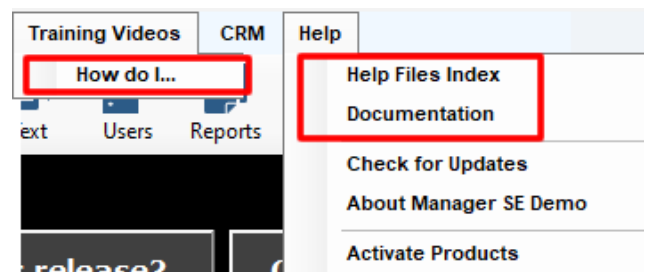 Training Videos CRM Help
How do I...
Help Files Index
Documentation
Users Reports
Check for Updates
About Manager SE Demo
Activate Products
release?